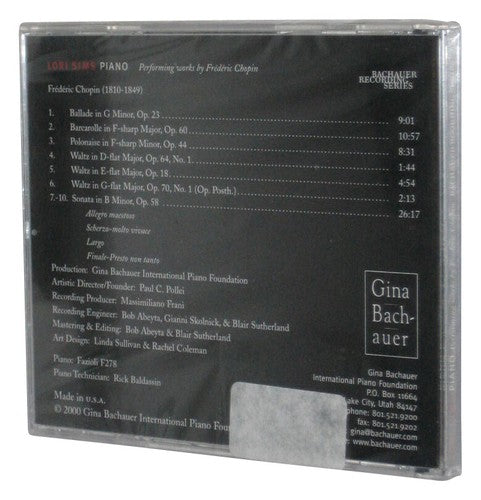 LORI SIMS PIANO Performing works by Frédéric Chopin
BACHAUER
RECORDING
SERIES
Frédéric Chopin (1810-1849)
1. Ballade in G Minor, Op. 23 9:01
2. Barcarolle in F-sharp Major, Op. 60 10:57
3. Polonaise in F-sharp Minor, Op. 44 8:31
4. Waltz in D-flat Major, Op. 64, No. 1 1:44
5. Waltz in E-flat Major, Op. 18 4:54
6. Waltz in G-flat Major, Op. 70, No. 1 (Op. Posth.) 2:13
7.-10. Sonata in B Minor, Op. 58 26:17
Allegro maestoso
Scherzo-molto vivace
Largo
Finale-Presto non tanto
Production: Gina Bachauer International Piano Foundation
Artistic Director/Founder: Paul C. Pollei
Recording Producer: Massimiliano Frani
Recording Engineer: Bob Abeyta, Gianni Skolnick, & Blair Sutherland
Mastering & Editing: Bob Abeyta & Blair Sutherland
Art Design: Linda Sullivan & Rachel Coleman
Piano: Fazioli F278
Piano Technician: Rick Baldassin
Made in U.S.A.
© 2000 Gina Bachauer International Piano
Gina
Bach-
auer
Gina Bachauer
International Piano Foundation
P.O. Box 11664
Lake City, Utah 84147
phone: 801.521.9200
fax: 801.521.9202
gina@bachauer.com
www.bachauer.com
PIANO